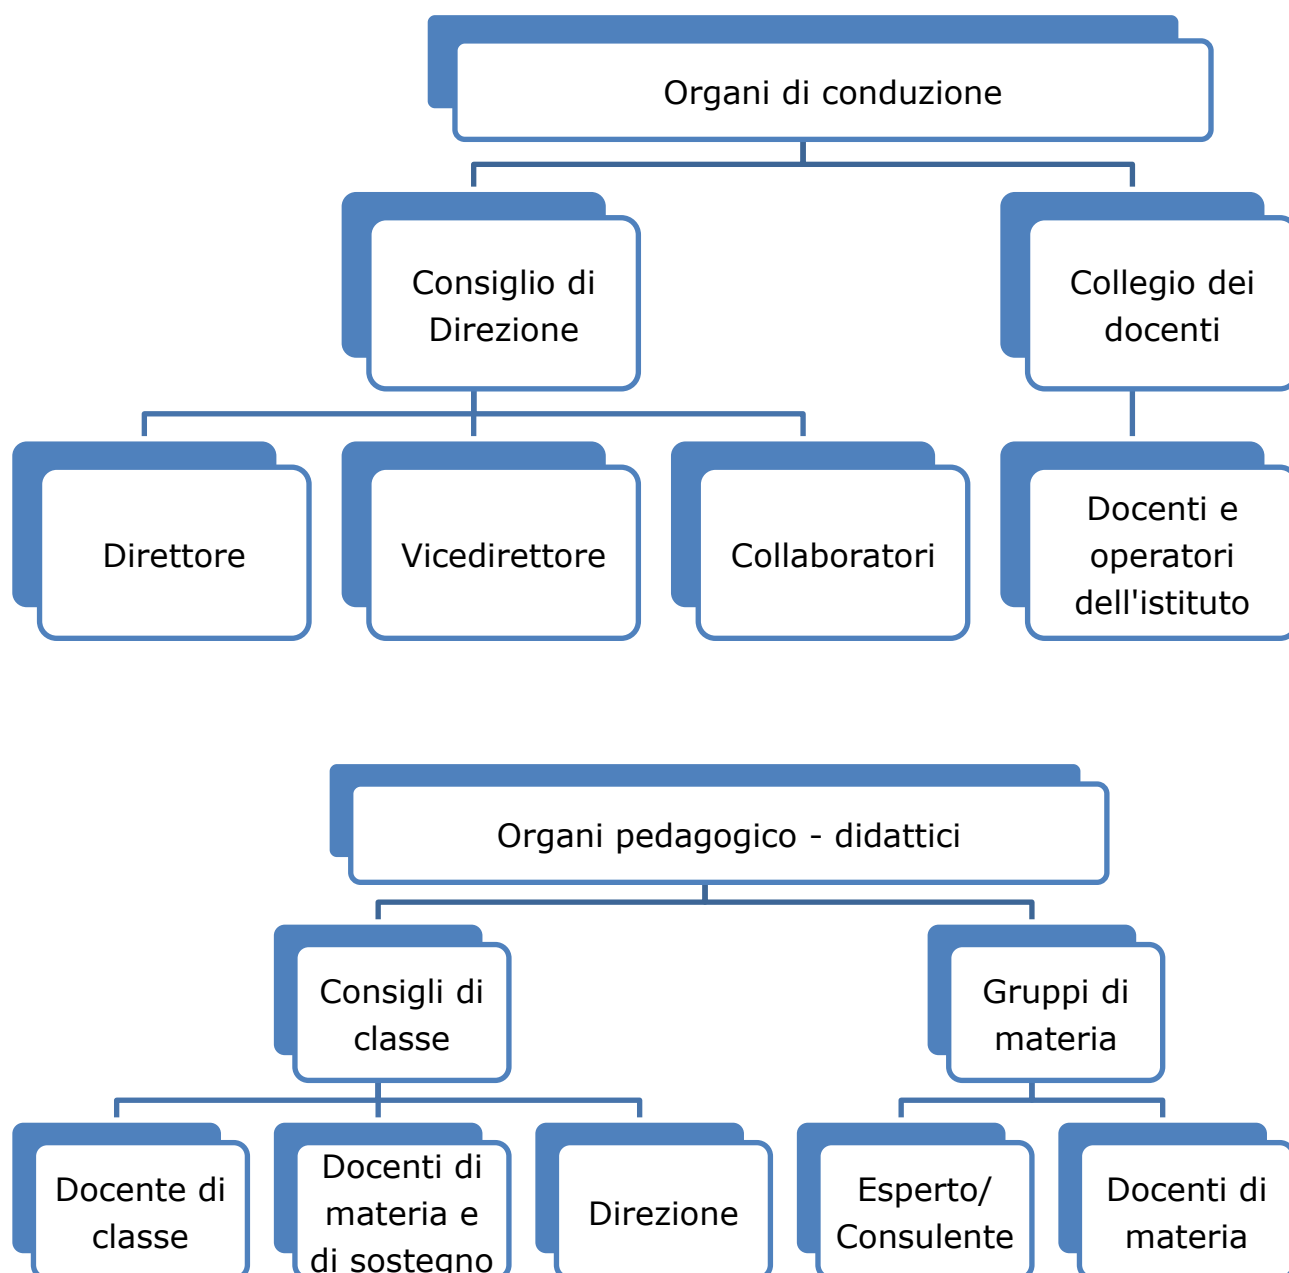 Organi di conduzione
Consiglio di
Direzione
Collegio dei
docenti
Direttore
Vicedirettore
Collaboratori
Docenti e
operatori
dell'istituto
Organi pedagogico - didattici
Consigli di
classe
Gruppi di
materia
Docente di
classe
Docenti di
materia e
di sostegno
Direzione
Esperto/
Consulente
Docenti di
materia